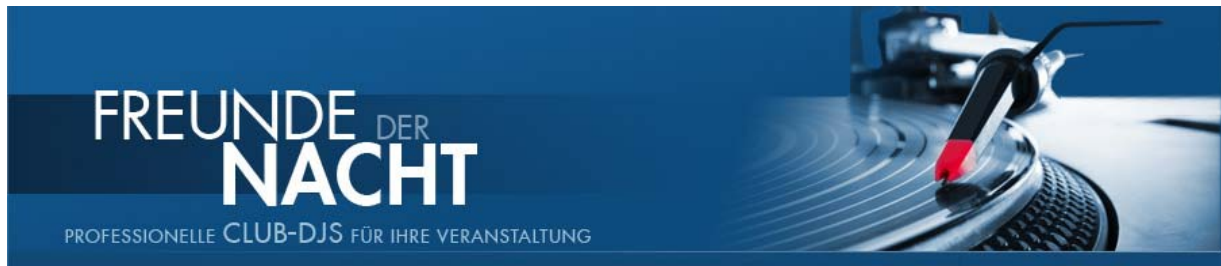 FREUNDE DER
NACHT
PROFESSIONELLE CLUB-DJS FÜR IHRE VERANSTALTUNG